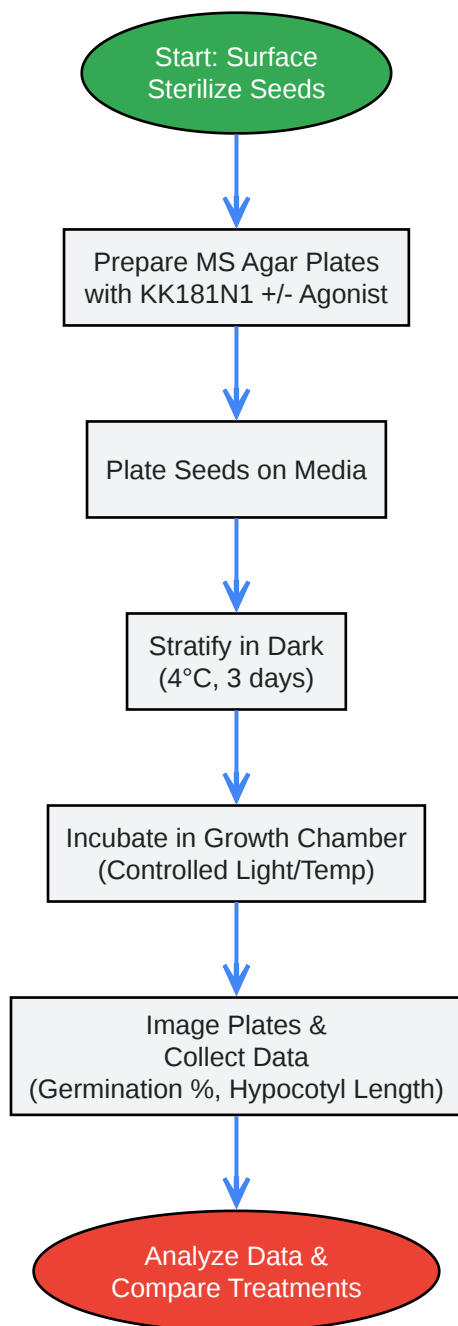 Start: Surface
Sterilize Seeds
Prepare MS Agar Plates
with KK181N1 +/- Agonist
Plate Seeds on Media
Stratify in Dark
(4°C, 3 days)
Incubate in Growth Chamber
(Controlled Light/Temp)
Image Plates &
Collect Data
(Germination %, Hypocotyl Length)
Analyze Data &
Compare Treatments